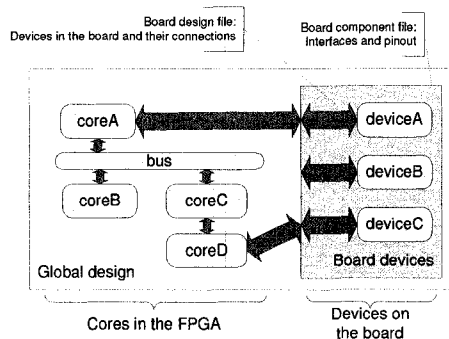 Board design file:
Devices in the board and their connections
Board component file:
Interfaces and pinout
coreA
deviceA
bus
deviceB
coreB
coreC
deviceC
coreD
Board devices
Global design
Cores in the FPGA
Devices on
the board